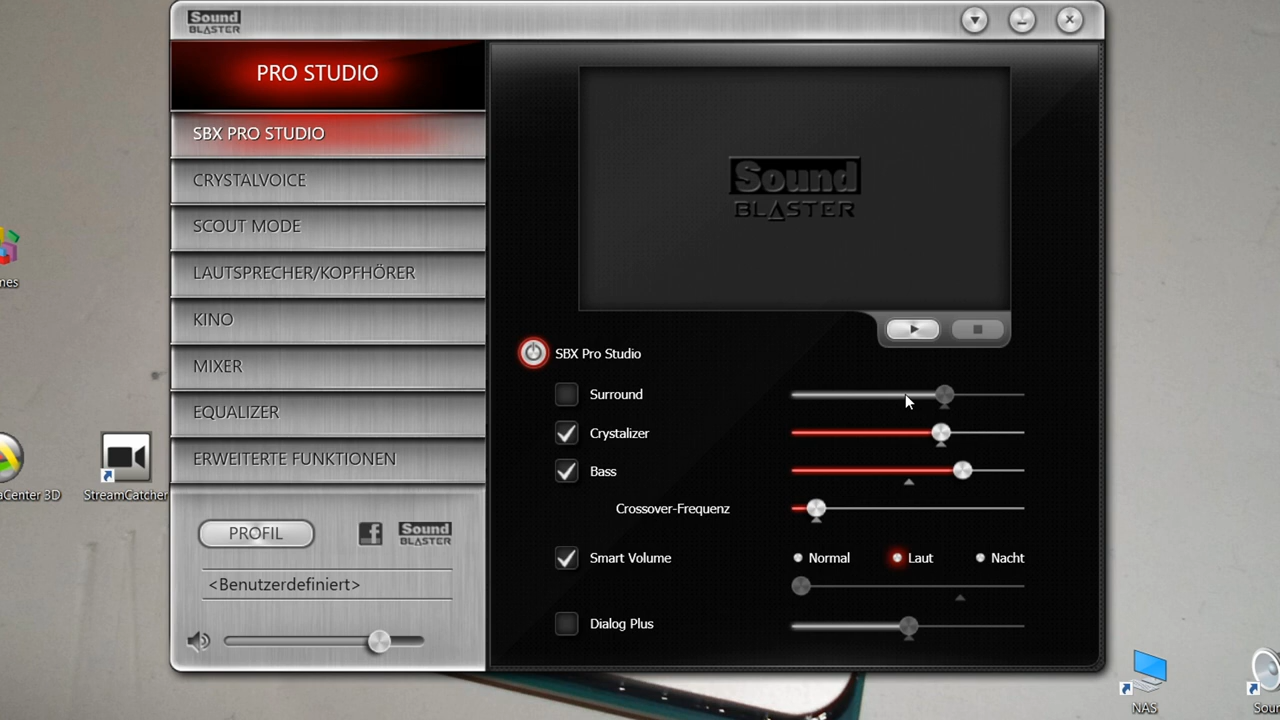 Sound
BLASTER
PRO STUDIO
SBX PRO STUDIO
CRYSTALVOICE
SCOUT MODE
LAUTSPRECHER/KOPFHÖRER
KINO
MIXER
EQUALIZER
ERWEITERTE FUNKTIONEN
PROFIL
f
Sound
BLASTER
<Benutzerdefiniert>
Sound
BLASTER
SBX Pro Studio
Surround
Crystalizer
Bass
Crossover-Frequenz
Smart Volume
Normal
Laut
Nacht
Dialog Plus
nes
aCenter 3D
StreamCatcher
NAS
Soun